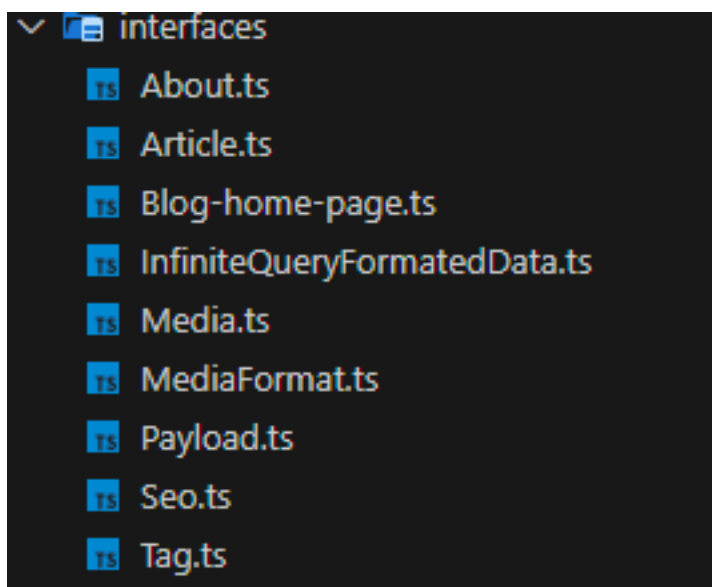 interfaces
TS About.ts
TS Article.ts
TS Blog-home-page.ts
TS InfiniteQueryFormatedData.ts
TS Media.ts
TS MediaFormat.ts
TS Payload.ts
TS Seo.ts
TS Tag.ts